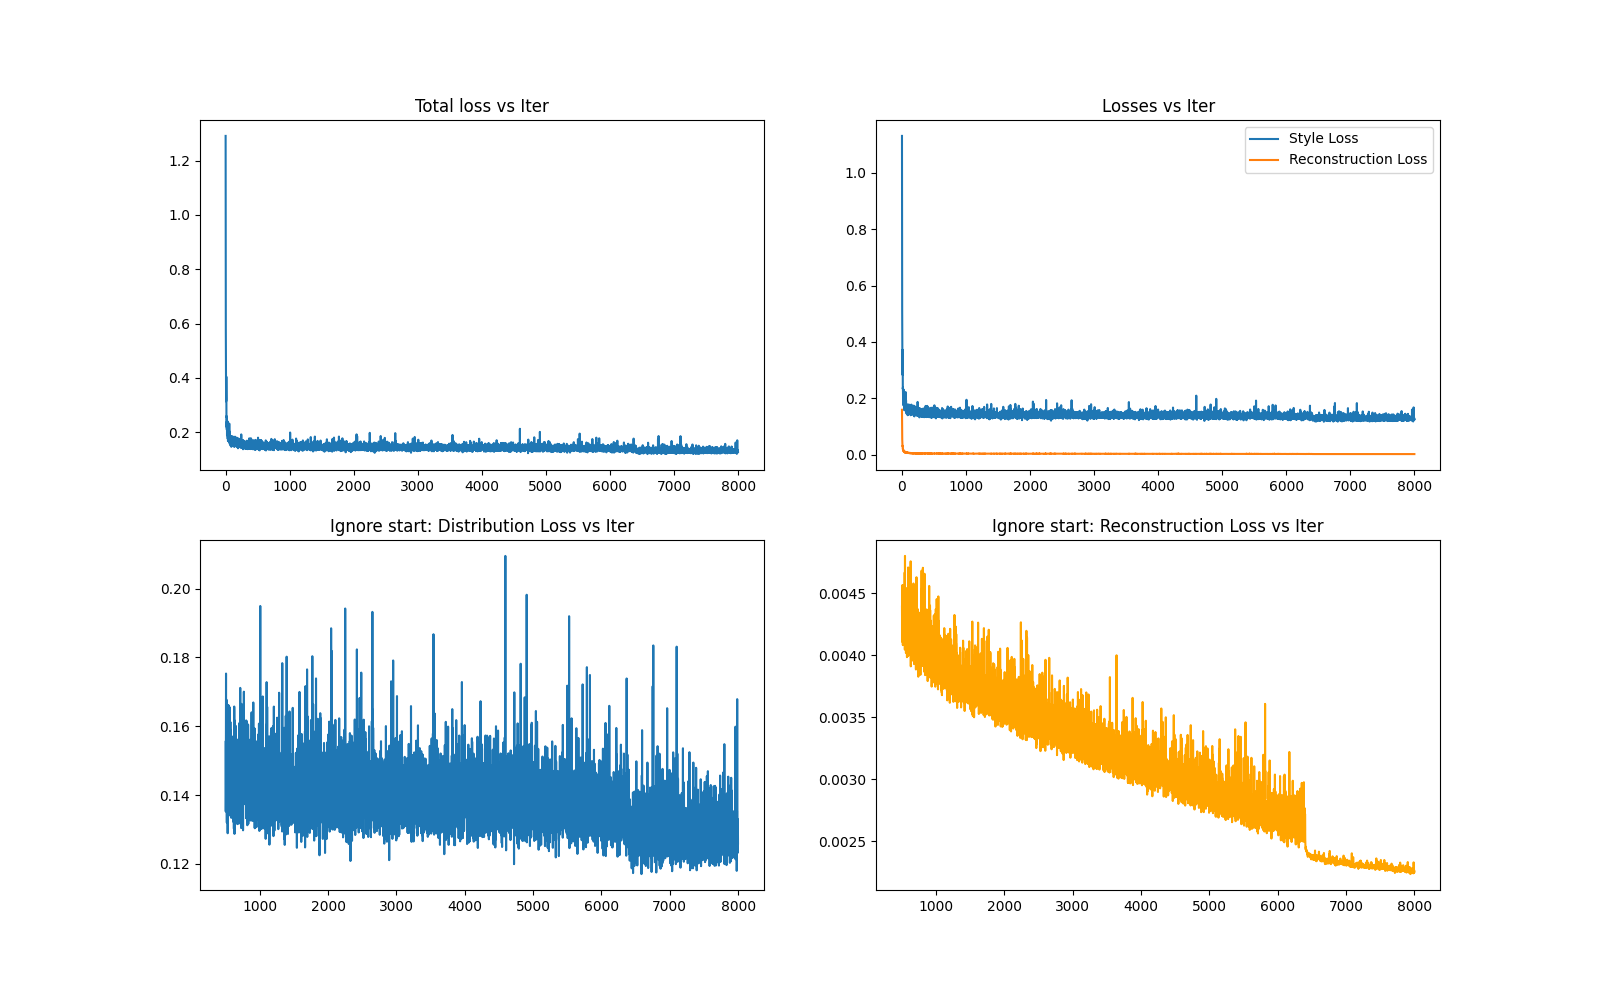 Total loss vs Iter
1.2
1.0
0.8
0.6
0.4
0.2
0 1000 2000 3000 4000 5000 6000 7000 8000
Losses vs Iter
Style Loss
Reconstruction Loss
1.0
0.8
0.6
0.4
0.2
0.0
0 1000 2000 3000 4000 5000 6000 7000 8000
Ignore start: Distribution Loss vs Iter
0.20
0.18
0.16
0.14
0.12
1000 2000 3000 4000 5000 6000 7000 8000
Ignore start: Reconstruction Loss vs Iter
0.0045
0.0040
0.0035
0.0030
0.0025
1000 2000 3000 4000 5000 6000 7000 8000